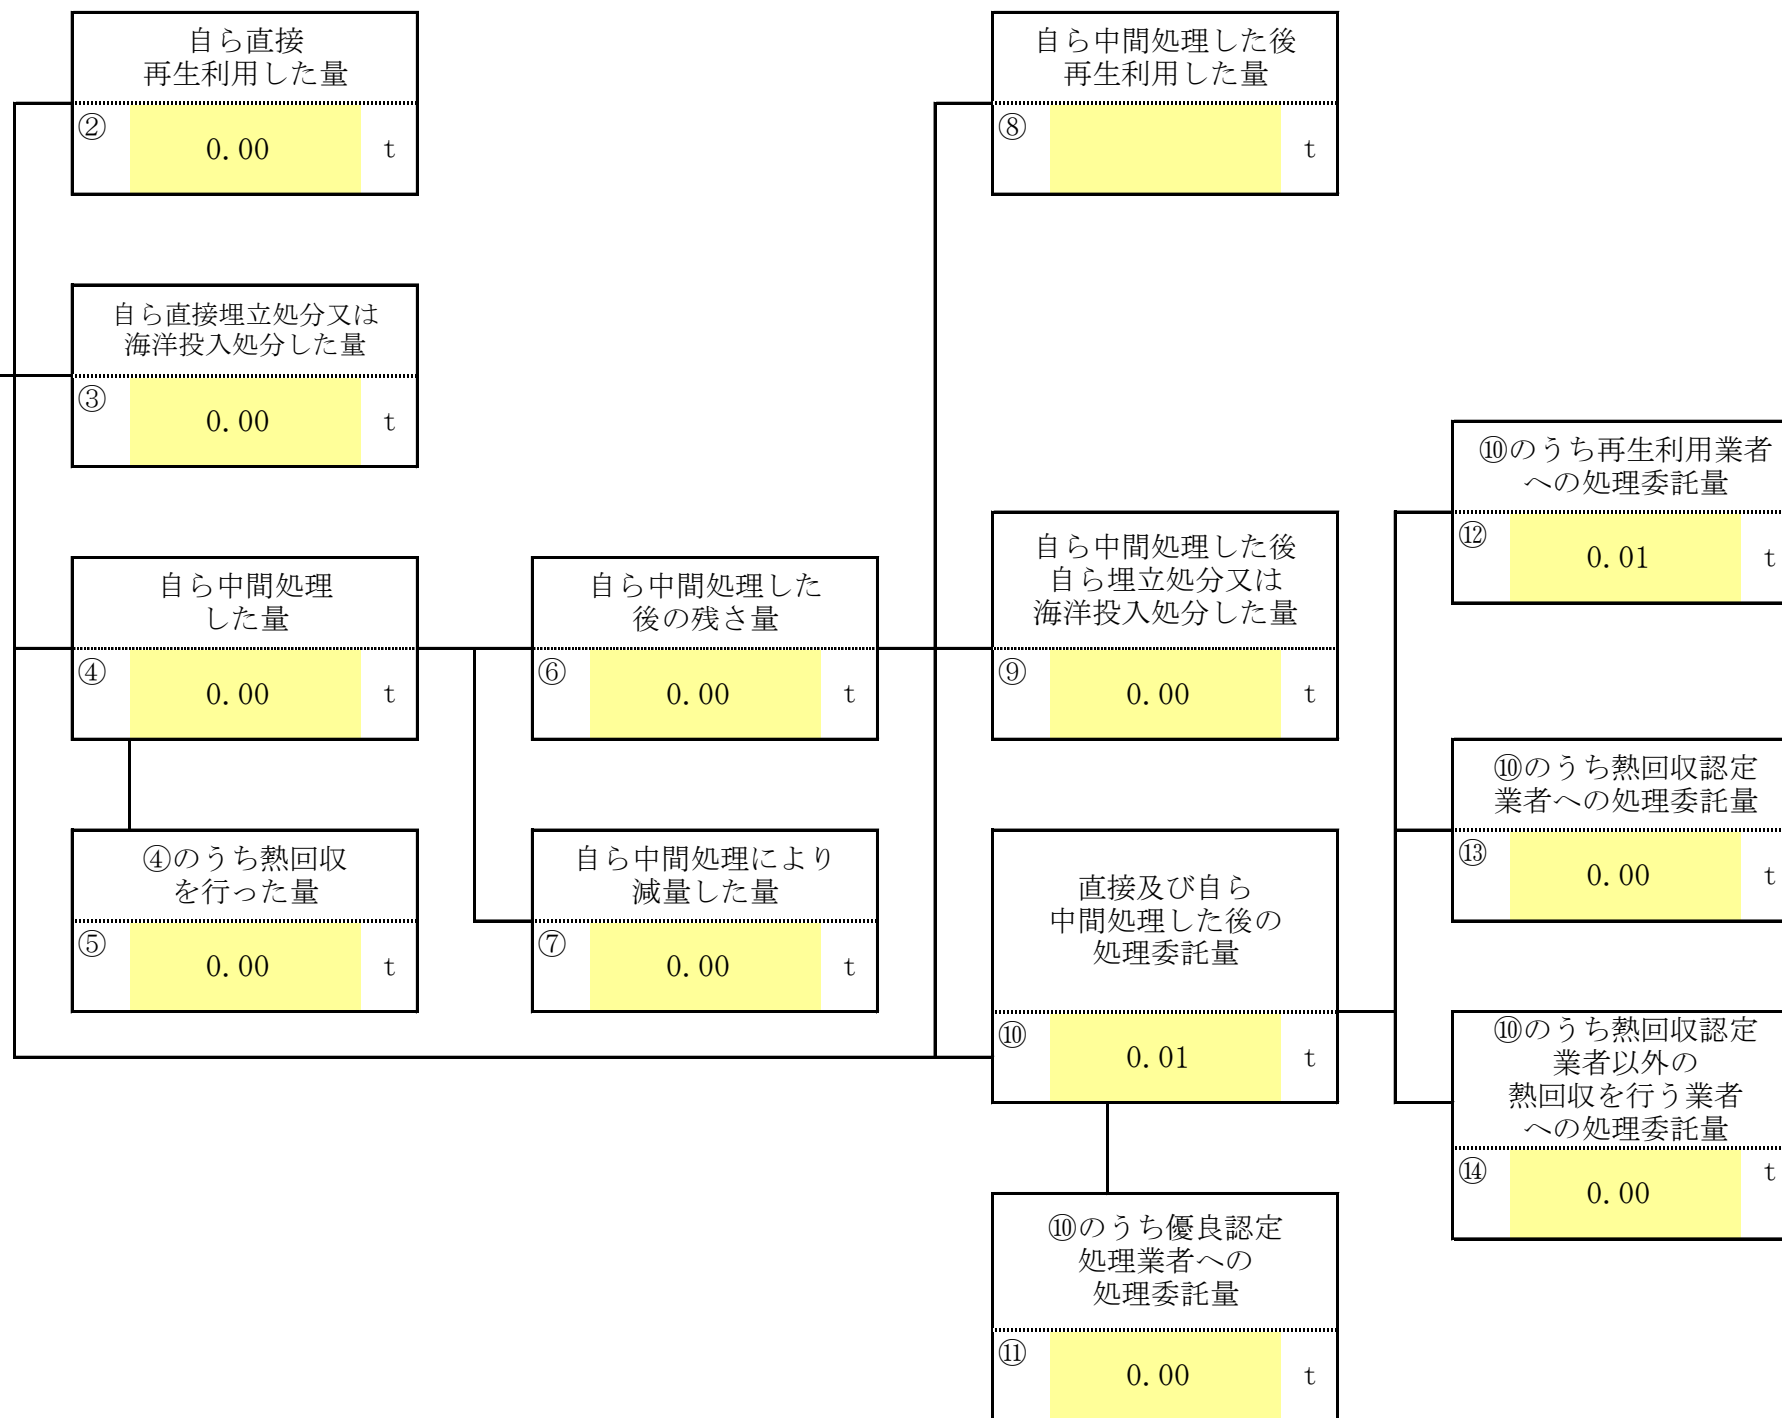 自ら直接
再生利用した量
② 0.00 t
自ら中間処理した後
再生利用した量
⑧ t
自ら直接埋立処分又は
海洋投入処分した量
③ 0.00 t
⑩のうち再生利用業者
への処理委託量
⑫ 0.01 t
自ら中間処理
した量
④ 0.00 t
自ら中間処理した
後の残さ量
⑥ 0.00 t
自ら中間処理した後
自ら埋立処分又は
海洋投入処分した量
⑨ 0.00 t
⑩のうち熱回収認定
業者への処理委託量
⑬ 0.00 t
④のうち熱回収
を行った量
⑤ 0.00 t
自ら中間処理により
減量した量
⑦ 0.00 t
直接及び自ら
中間処理した後の
処理委託量
⑩ 0.01 t
⑩のうち熱回収認定
業者以外の
熱回収を行う業者
への処理委託量
⑭ 0.00 t
⑩のうち優良認定
処理業者への
処理委託量
⑪ 0.00 t